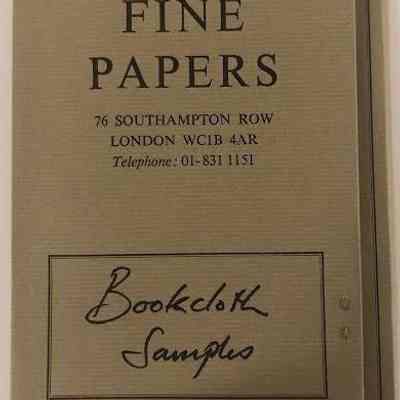 FINE
PAPERS
76 SOUTHAMPTON ROW
LONDON WC1B 4AR
Telephone: 01-831 1151
Bookcloth
Samples